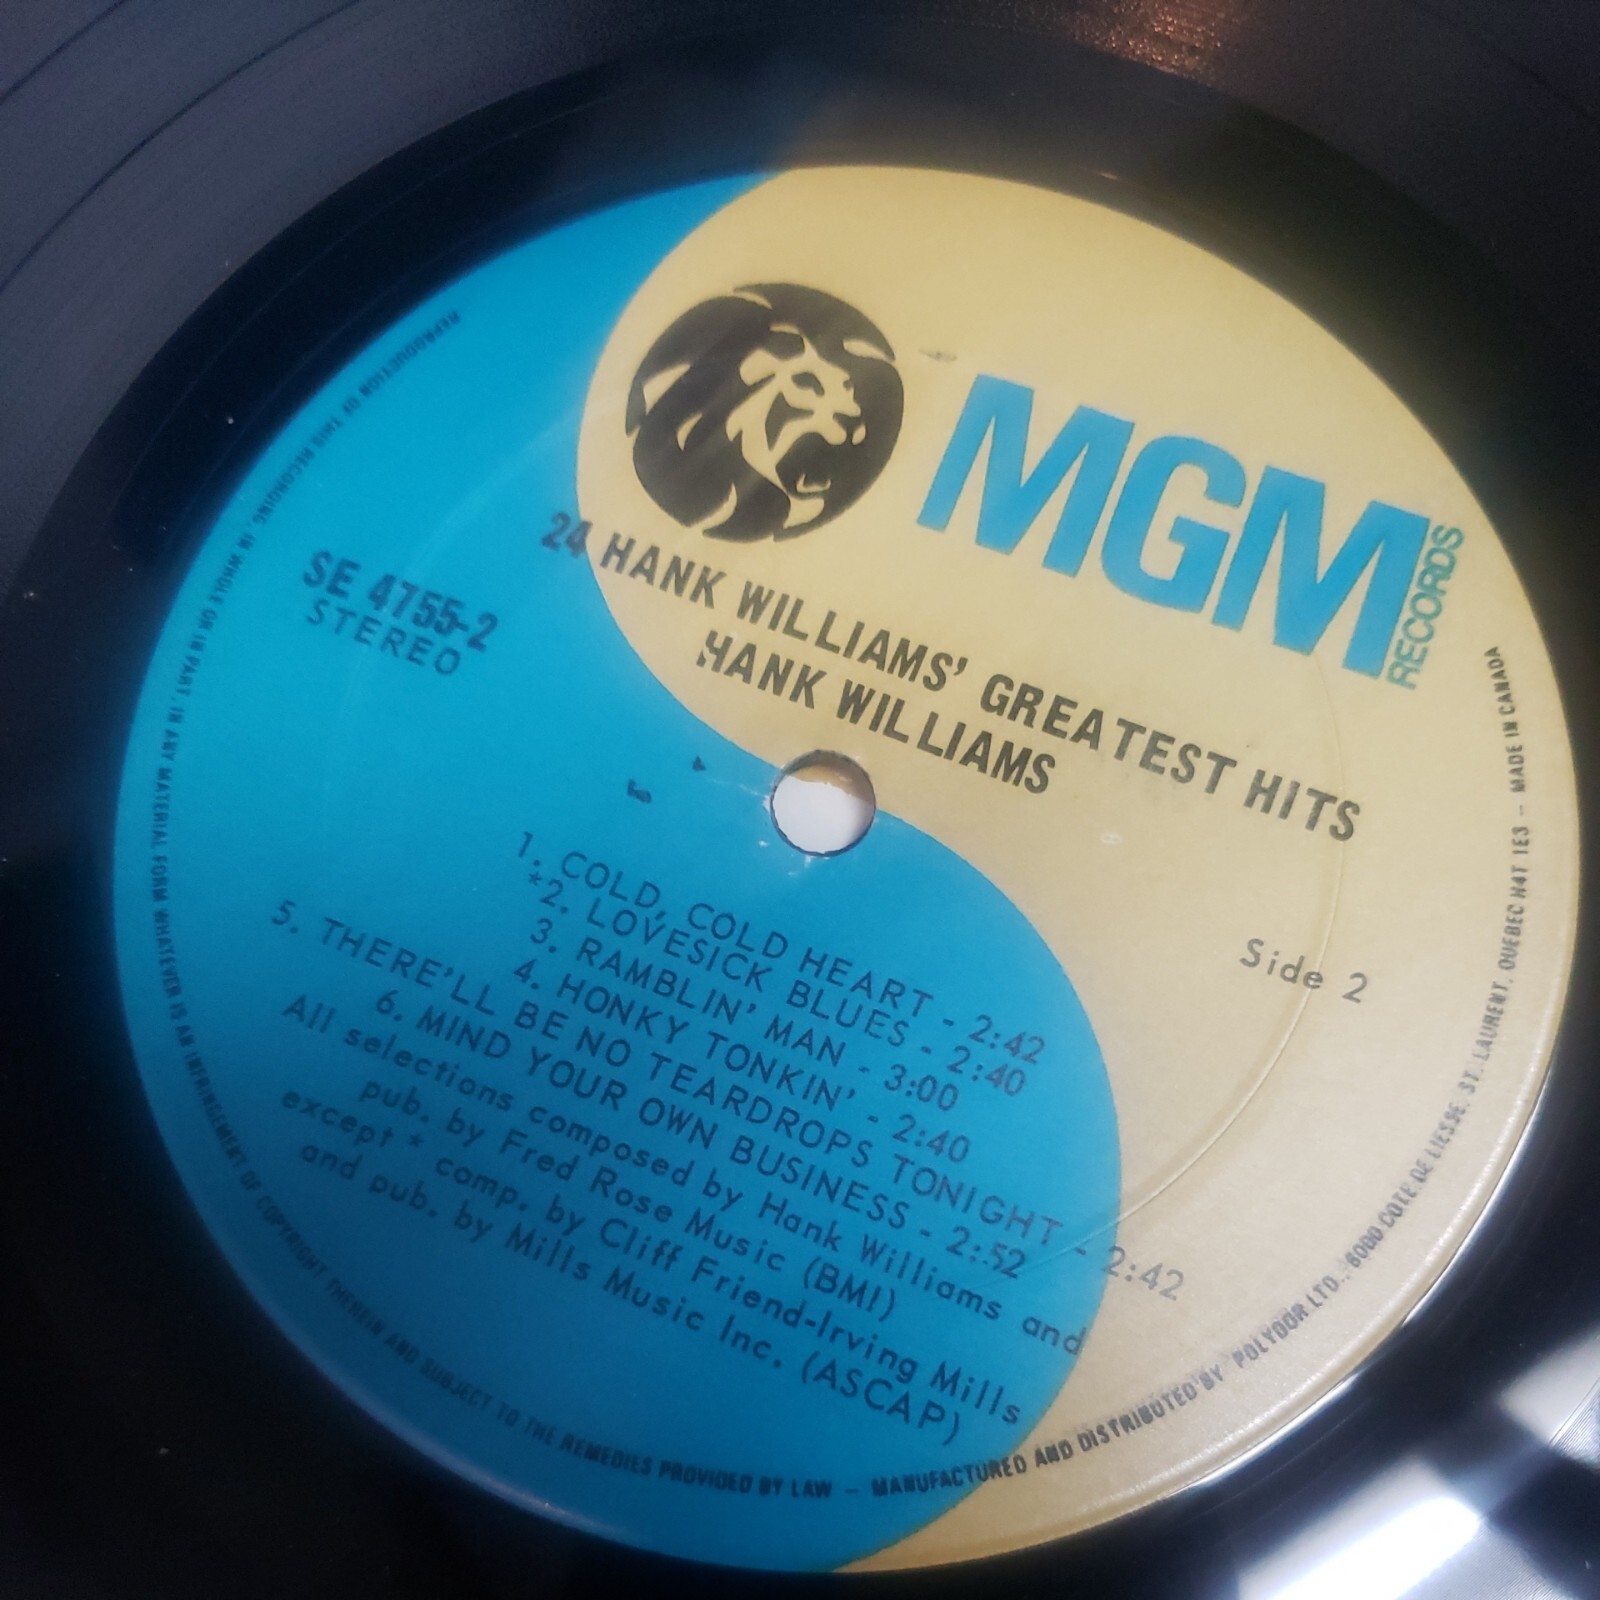 MGM
RECORDS
24 HANK WILLIAMS' GREATEST HITS
HANK WILLIAMS
SE 4755-2
STEREO
Side 2
1. COLD, COLD HEART - 2:42
*2. LOVESICK BLUES - 2:40
3. RAMBLIN' MAN - 3:00
4. HONKY TONKIN' - 2:40
5. THERE'LL BE NO TEARDROPS TONIGHT - 2:42
6. MIND YOUR OWN BUSINESS - 2:52
All selections composed by Hank Williams and
pub. by Fred Rose Music (BMI)
except * comp. by Cliff Friend-Irving Mills
and pub. by Mills Music Inc. (ASCAP)
REPRODUCTION OF THIS RECORDING, IN WHOLE OR IN PART, IN ANY MATERIAL FORM WHATEVER IS AN INFRINGEMENT OF COPYRIGHT THEREIN AND SUBJECT TO THE REMEDIES PROVIDED BY LAW – MANUFACTURED AND DISTRIBUTED BY POLYDOR LTD., 6000 COTE DE LIESSE, ST. LAURENT, QUEBEC H4T 1E3 – MADE IN CANADA